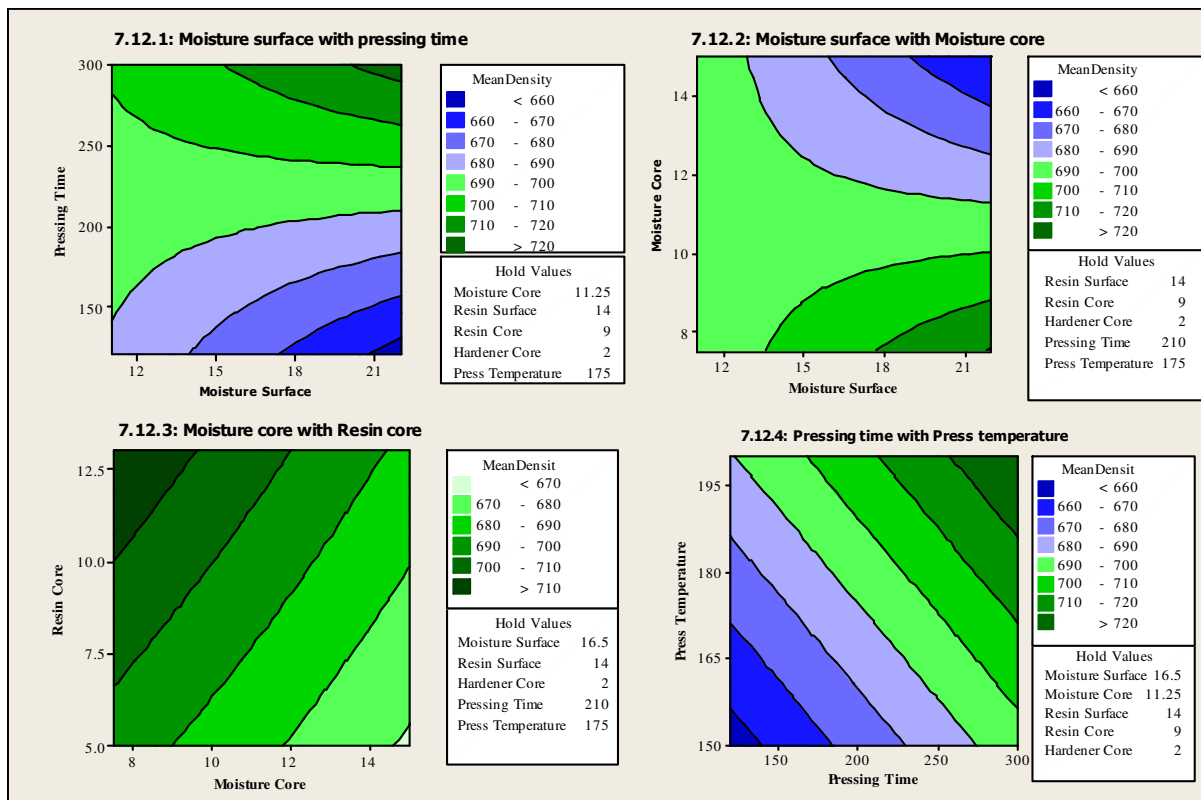 7.12.1: Moisture surface with pressing time
300
250
200
150
Pressing Time
12
15
18
21
Moisture Surface
MeanDensity
< 660
660 - 670
670 - 680
680 - 690
690 - 700
700 - 710
710 - 720
> 720
Hold Values
Moisture Core 11.25
Resin Surface 14
Resin Core 9
Hardener Core 2
Press Temperature 175
7.12.2: Moisture surface with Moisture core
14
12
10
8
Moisture Core
12
15
18
21
Moisture Surface
MeanDensity
< 660
660 - 670
670 - 680
680 - 690
690 - 700
700 - 710
710 - 720
> 720
Hold Values
Resin Surface 14
Resin Core 9
Hardener Core 2
Pressing Time 210
Press Temperature 175
7.12.3: Moisture core with Resin core
12.5
10.0
7.5
5.0
Resin Core
8
10
12
14
Moisture Core
MeanDensit
< 670
670 - 680
680 - 690
690 - 700
700 - 710
> 710
Hold Values
Moisture Surface 16.5
Resin Surface 14
Hardener Core 2
Pressing Time 210
Press Temperature 175
7.12.4: Pressing time with Press temperature
195
180
165
150
Press Temperature
150
200
250
300
Pressing Time
MeanDensit
< 660
660 - 670
670 - 680
680 - 690
690 - 700
700 - 710
710 - 720
> 720
Hold Values
Moisture Surface 16.5
Moisture Core 11.25
Resin Surface 14
Resin Core 9
Hardener Core 2